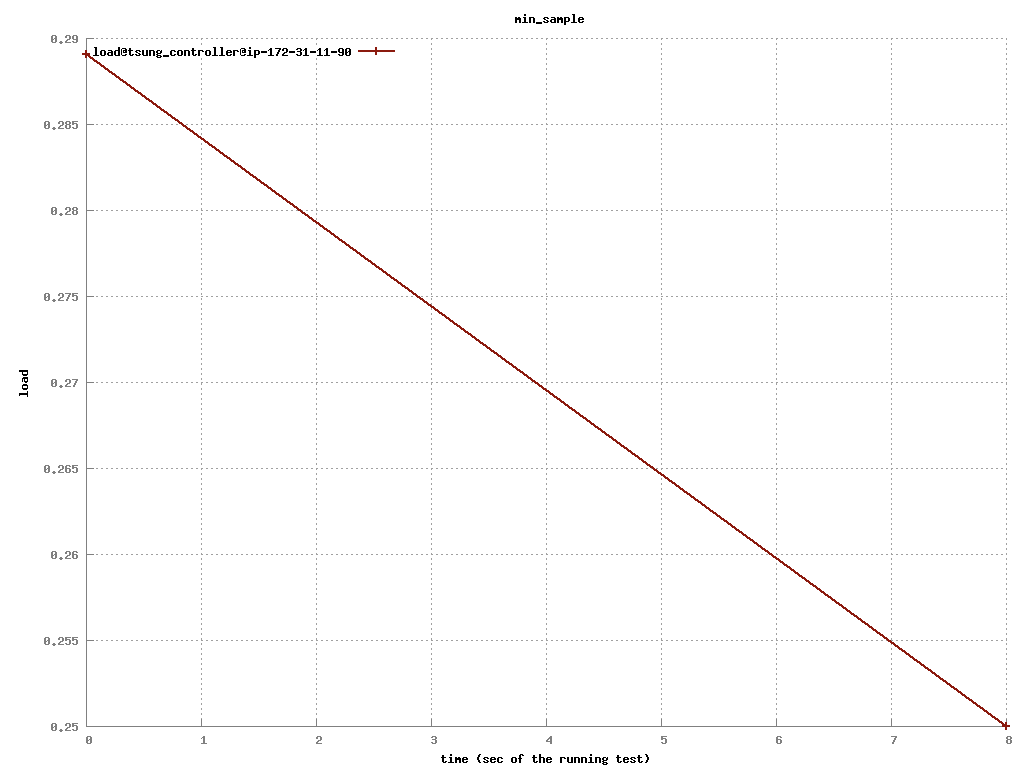 min_sample
load@tsung_controller@ip-172-31-11-90
0.29
0.285
0.28
0.275
0.27
0.265
0.26
0.255
0.25
load
0 1 2 3 4 5 6 7 8
time (sec of the running test)